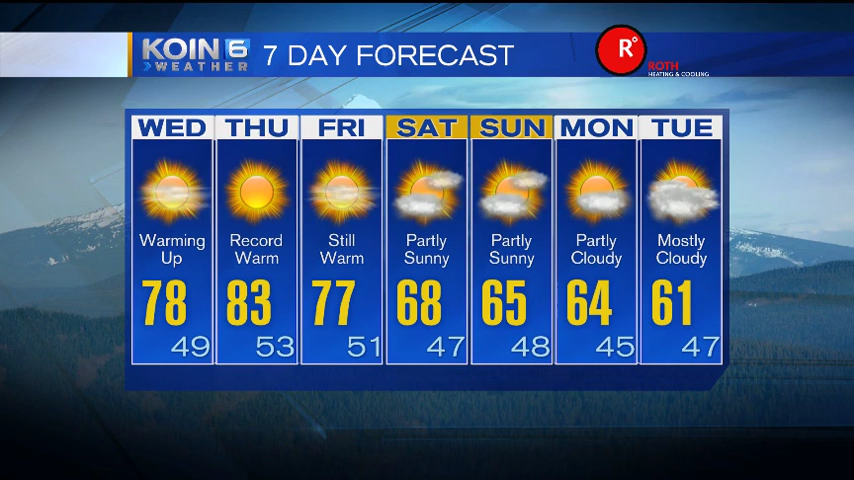 KOIN 6
WEATHER
7 DAY FORECAST
R°
ROTH
HEATING & COOLING
WED THU FRI SAT SUN MON TUE
Warming Up
Record Warm
Still Warm
Partly Sunny
Partly Sunny
Partly Cloudy
Mostly Cloudy
78 83 77 68 65 64 61
49 53 51 47 48 45 47